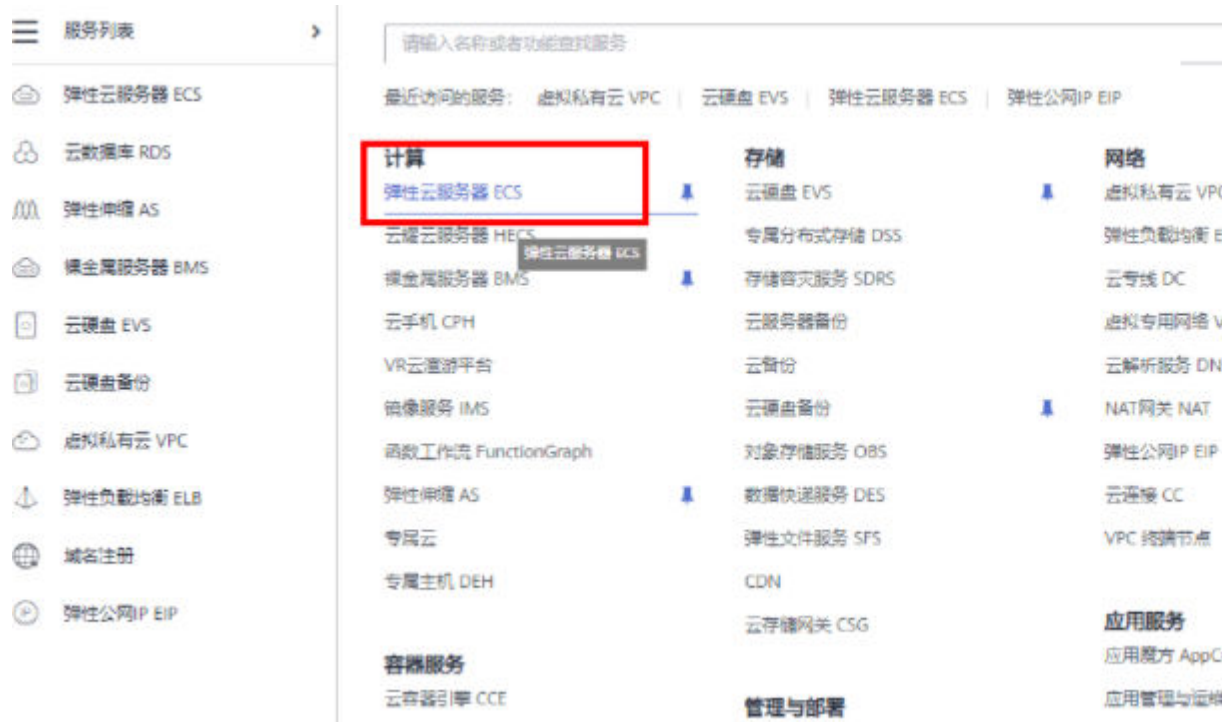 服务列表
弹性云服务器 ECS
云数据库 RDS
弹性伸缩 AS
裸金属服务器 BMS
云硬盘 EVS
云硬盘备份
虚拟私有云 VPC
弹性负载均衡 ELB
域名注册
弹性公网IP EIP
请输入名称或者功能查找服务
最近访问的服务： 虚拟私有云 VPC 云硬盘 EVS 弹性云服务器 ECS 弹性公网IP EIP
计算
弹性云服务器 ECS
云耀云服务器 HECS
弹性云服务器 ECS
裸金属服务器 BMS
云手机 CPH
VR云渲游平台
镜像服务 IMS
函数工作流 FunctionGraph
弹性伸缩 AS
专属云
专属主机 DEH
容器服务
云容器引擎 CCE
存储
云硬盘 EVS
专属分布式存储 DSS
存储容灾服务 SDRS
云服务器备份
云备份
云硬盘备份
对象存储服务 OBS
数据快递服务 DES
弹性文件服务 SFS
CDN
云存储网关 CSG
管理与部署
网络
虚拟私有云 VPC
弹性负载均衡 E
云专线 DC
虚拟专用网络 V
云解析服务 DN
NAT网关 NAT
弹性公网IP EIP
云连接 CC
VPC 终端节点
应用服务
应用魔方 AppC
应用管理与运维